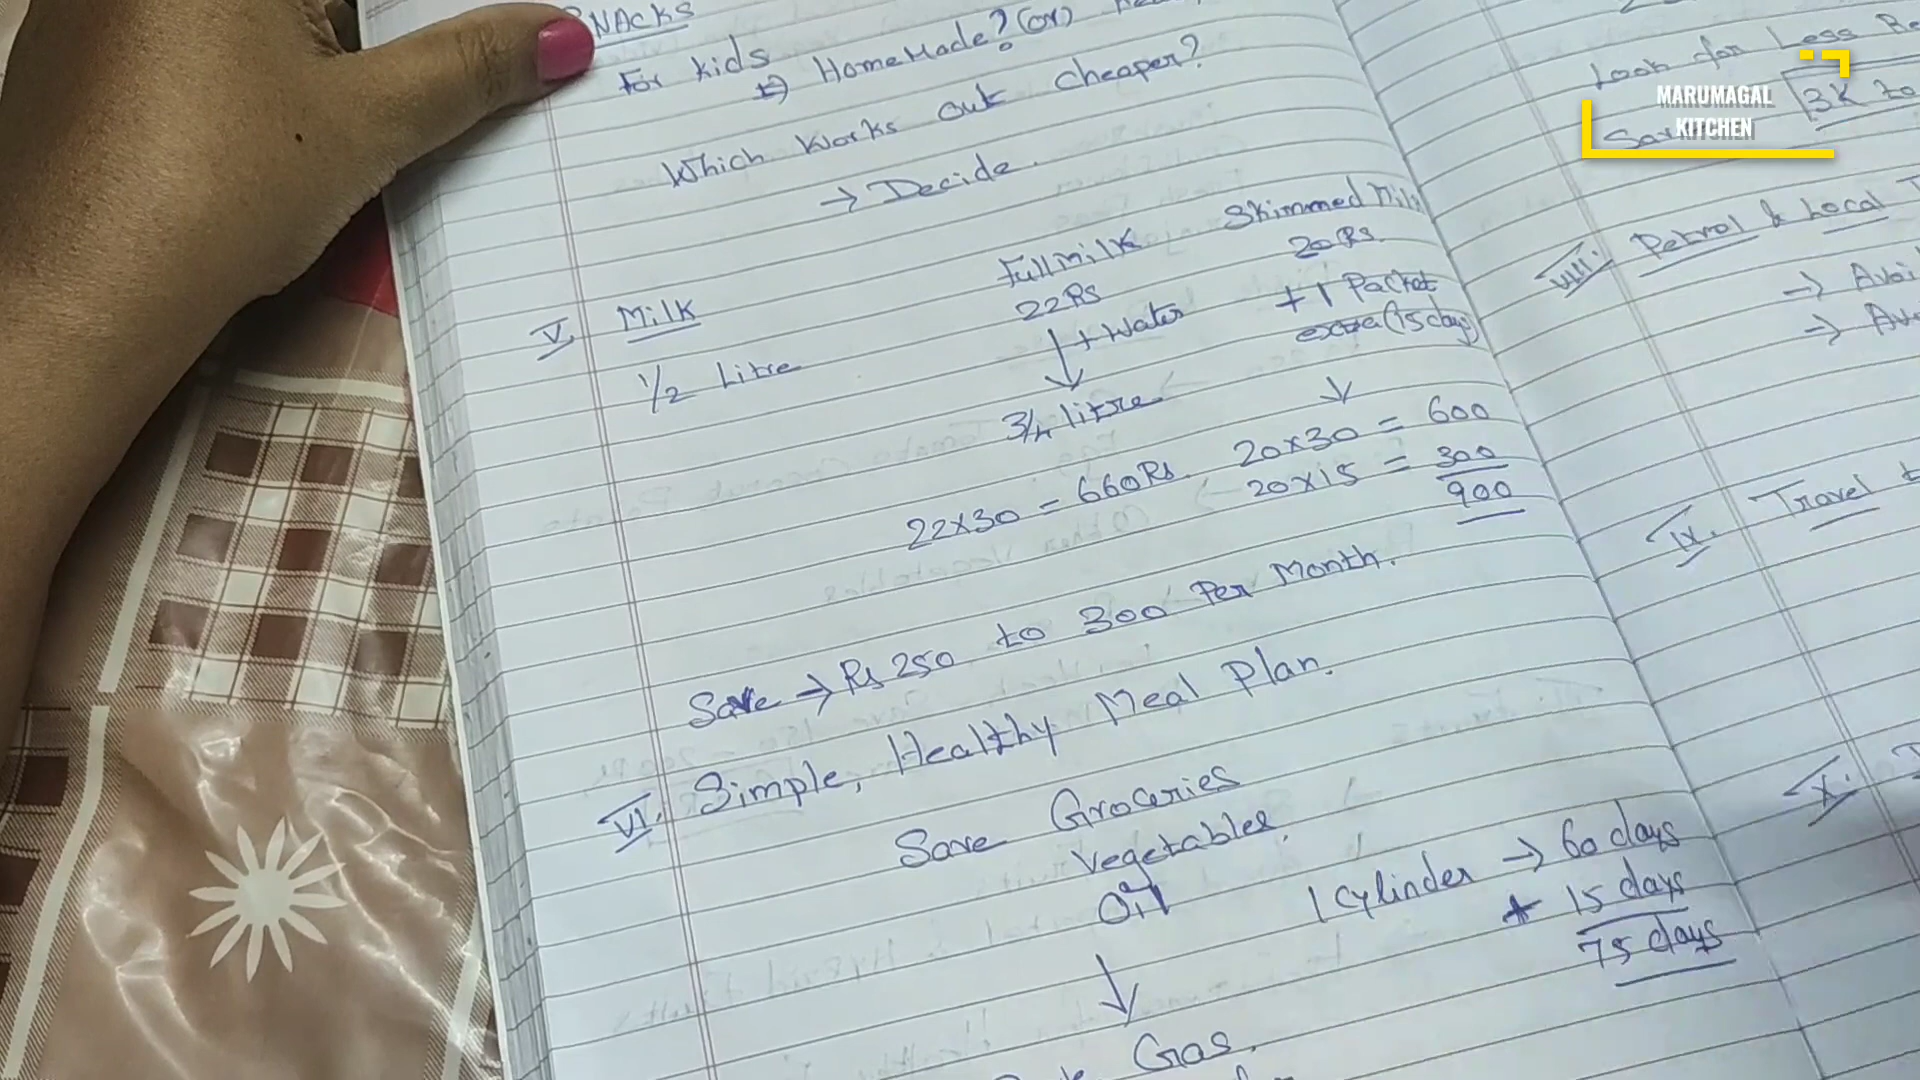 SNACKS
For kids
HomeMade? (or)
Which works out cheaper?
→ Decide.
V. Milk
1/2 Litre
Full Milk
22 Rs
↓ + Water
3/4 litre
22x30 = 660 Rs.
Skimmed Milk
20 Rs.
+ 1 Packet
extra (15 days)
↓
20x30 = 600
20x15 = 300
900
Save → Rs 250 to 300 Per Month.
VI. Simple, Healthy Meal Plan.
Save Groceries
Vegetables.
Oil
↓
Gas.
1 Cylinder → 60 days
+ 15 days
75 days
Look for Less
3K to
VIII. Petrol & Local
→
→
IX. Travel
X.
MARUMAGAL
KITCHEN